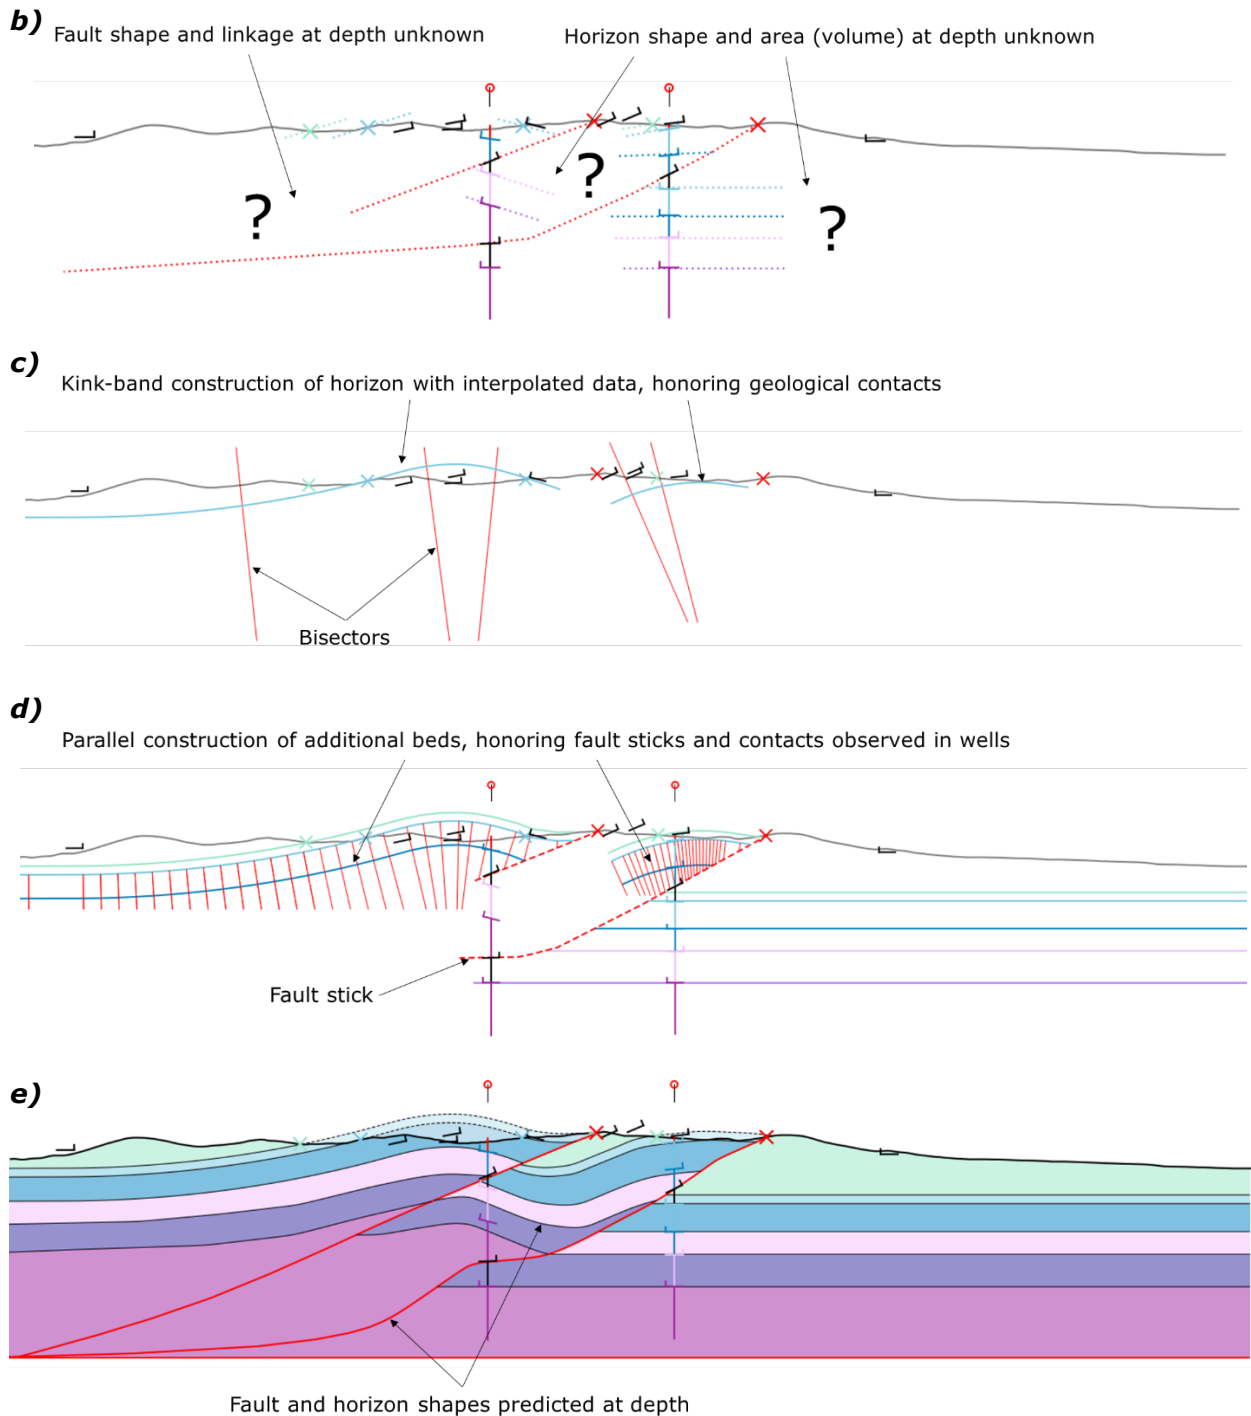 b)
Fault shape and linkage at depth unknown
Horizon shape and area (volume) at depth unknown
?
?
?
c)
Kink-band construction of horizon with interpolated data, honoring geological contacts
Bisectors
d)
Parallel construction of additional beds, honoring fault sticks and contacts observed in wells
Fault stick
e)
Fault and horizon shapes predicted at depth